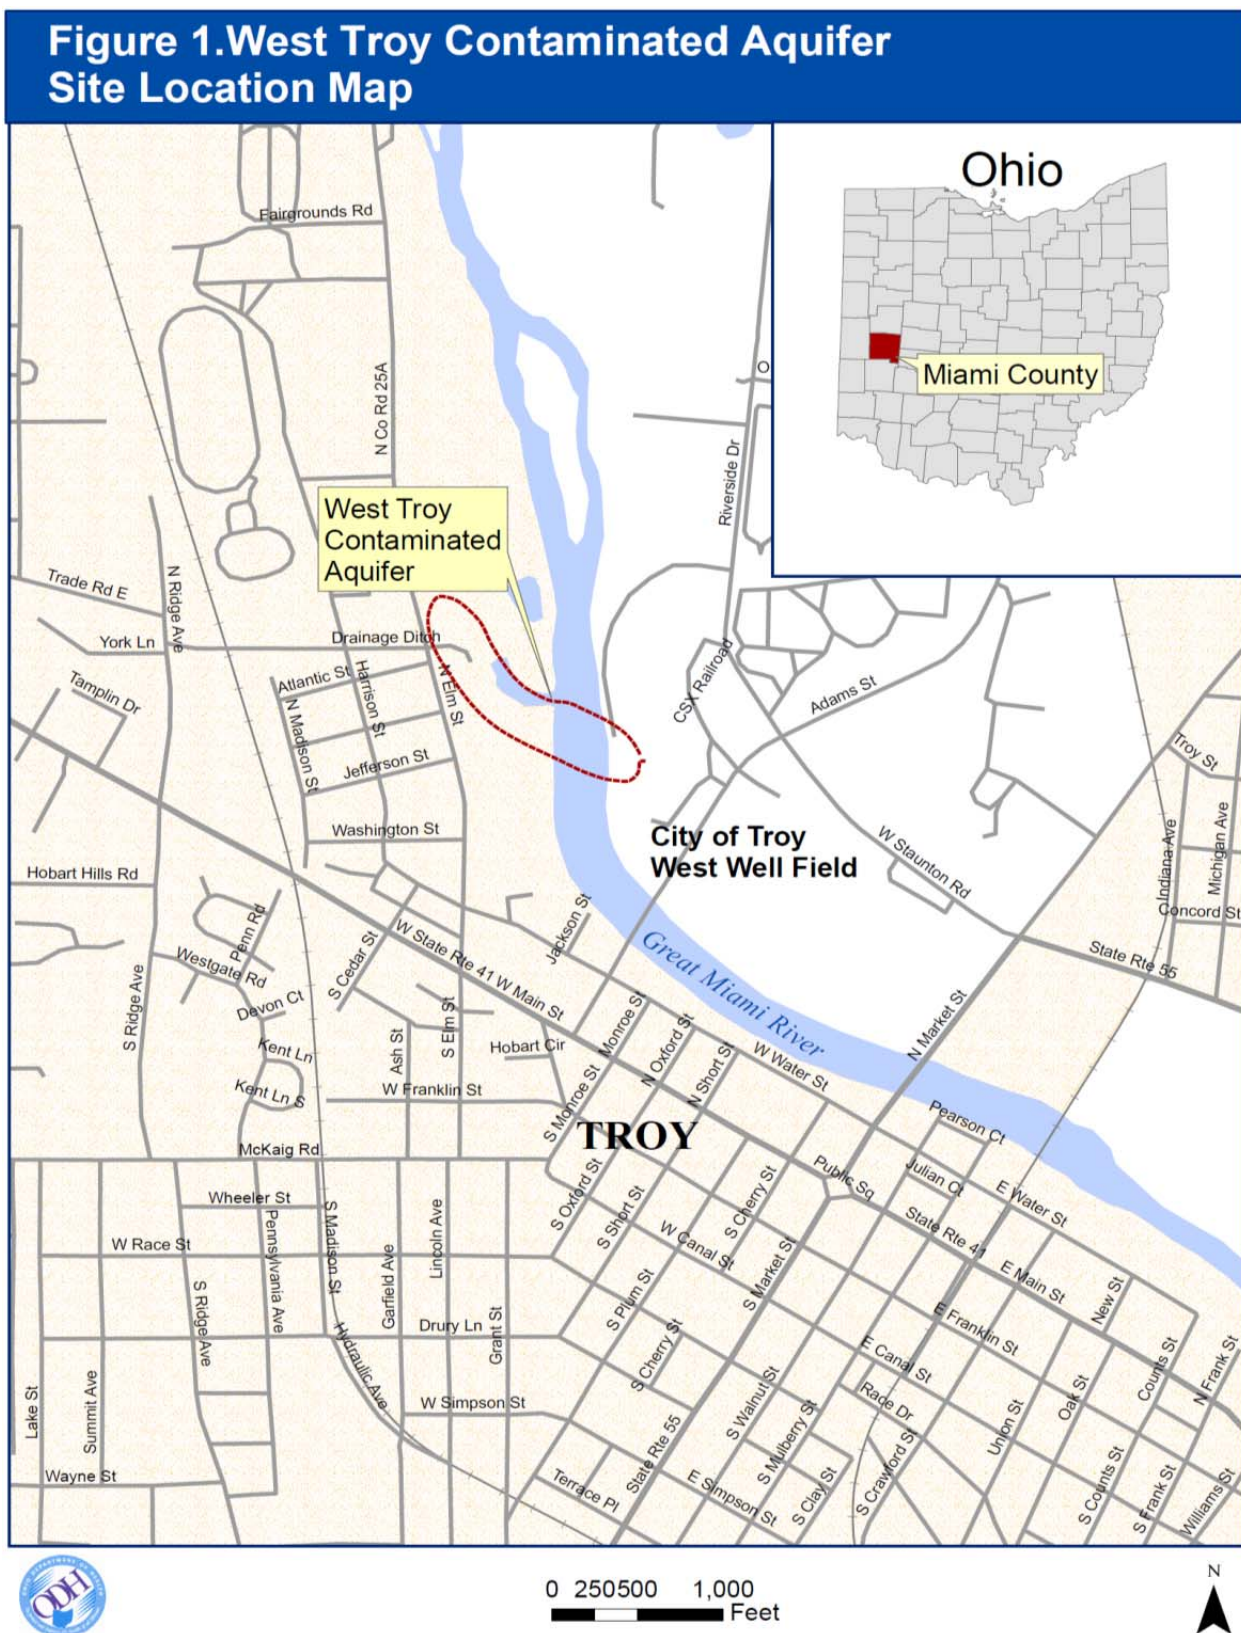 Figure 1.West Troy Contaminated Aquifer
Site Location Map
Ohio
Miami County
Fairgrounds Rd
N Co Rd 25A
O
Riverside Dr
West Troy
Contaminated
Aquifer
Trade Rd E
N Ridge Ave
York Ln
Drainage Ditch
Tamplin Dr
Atlantic St
Harrison St
N Elm St
N Madison St
Jefferson St
CSX Railroad
Adams St
Troy St
Washington St
City of Troy
West Well Field
W Staunton Rd
Indiana Ave
Michigan Ave
Hobart Hills Rd
Concord St
Penn Rd
Jackson St
Westgate Rd
S Cedar St
W State Rte 41 W Main St
Great Miami River
State Rte 55
S Ridge Ave
Devon Ct
N Market St
Kent Ln
Ash St
S Elm St
Hobart Cir
Monroe St
N Oxford St
N Short St
W Water St
Kent Ln S
W Franklin St
S Monroe St
TROY
Pearson Ct
McKaig Rd
Public Sq
Julian Ct
E Water St
Wheeler St
S Madison St
Pennsylvania Ave
Lincoln Ave
S Oxford St
S Short St
S Cherry St
W Canal St
State Rte 41
W Race St
Garfield Ave
S Market St
E Main St
New St
S Ridge Ave
Hydraulic Ave
Drury Ln
Grant St
S Plum St
S Cherry St
E Franklin St
E Canal St
Counts St
N Frank St
Lake St
Summit Ave
W Simpson St
S Walnut St
Race Dr
Oak St
Union St
Wayne St
State Rte 55
S Mulberry St
S Crawford St
Terrace Pl
E Simpson St
S Clay St
S Counts St
S Frank St
Williams St
ODH
0 250500 1,000
Feet
N